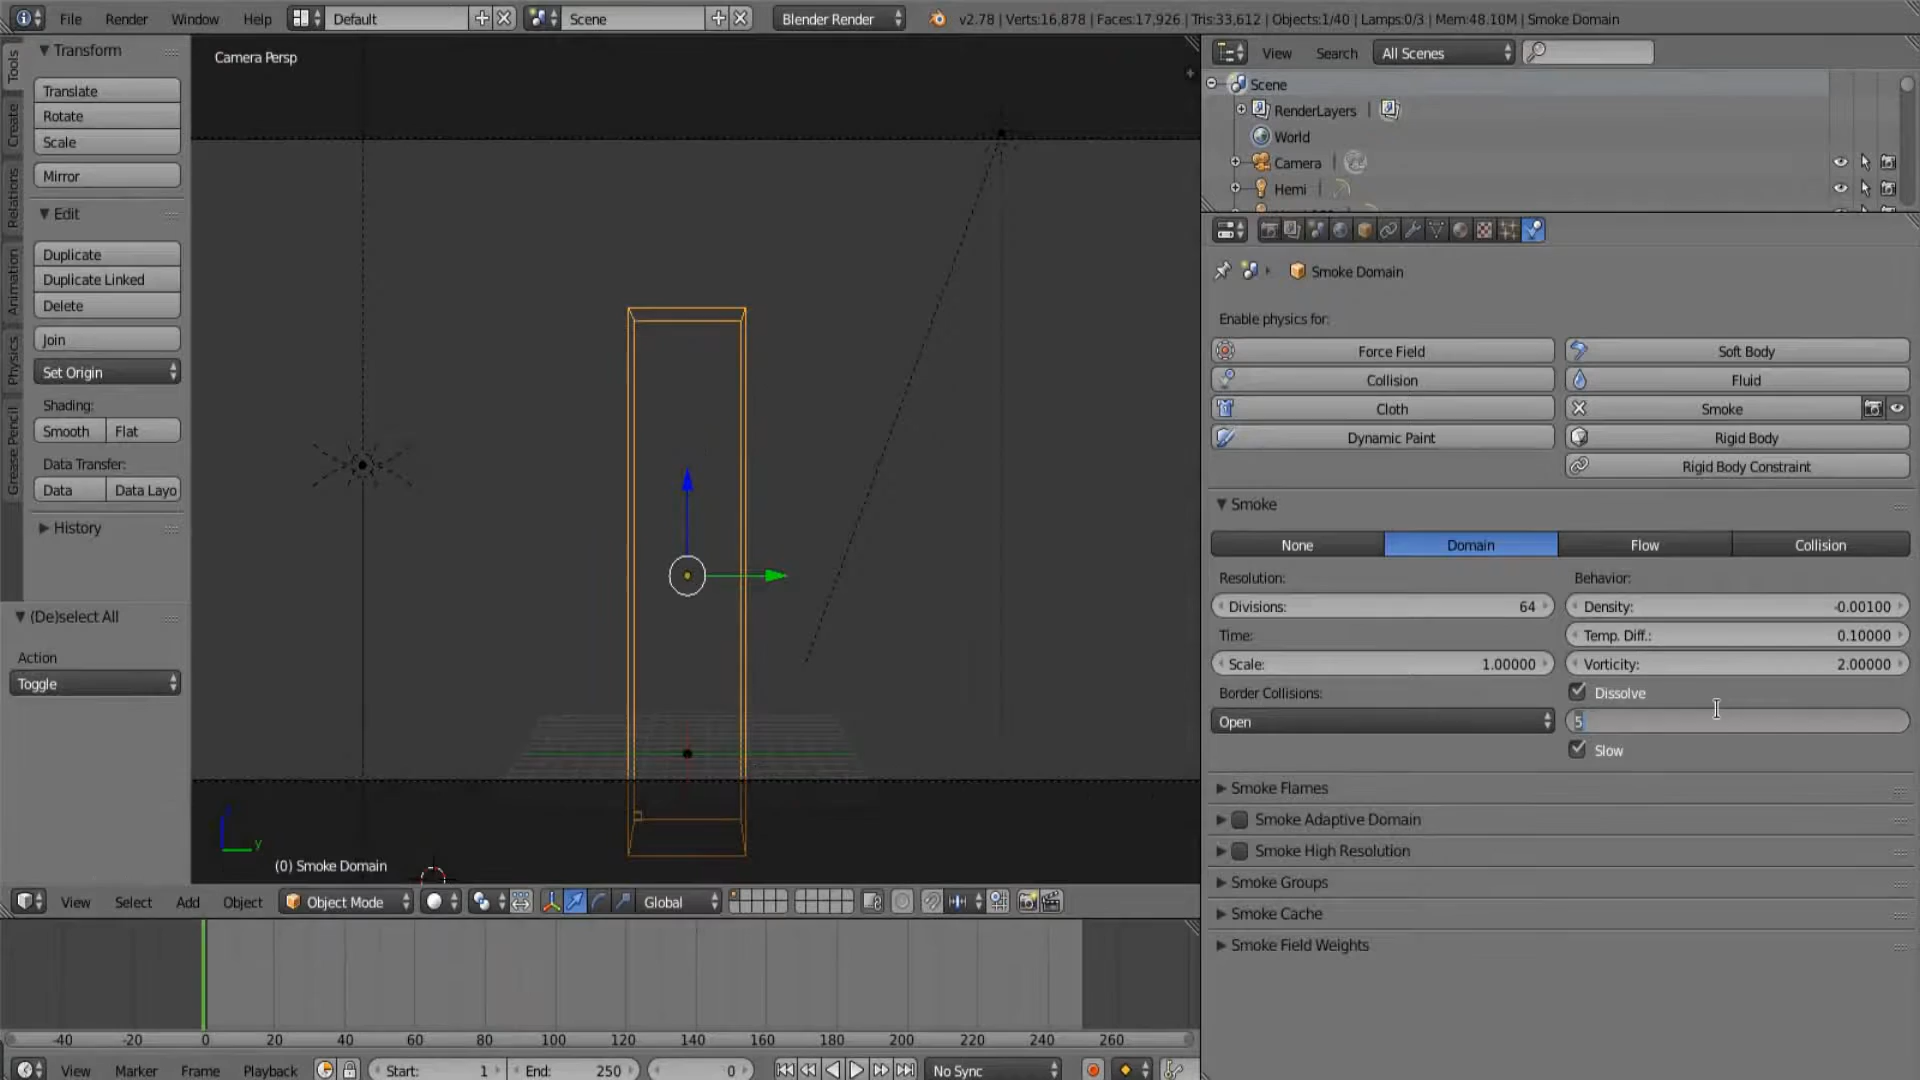 File Render Window Help Default Scene Blender Render v2.78 | Verts:16,878 | Faces:17,926 | Tris:33,612 | Objects:1/40 | Lamps:0/3 | Mem:48.10M | Smoke Domain
Tools
Create
Relations
Animation
Physics
Grease Pencil
Transform
Translate
Rotate
Scale
Mirror
Edit
Duplicate
Duplicate Linked
Delete
Join
Set Origin
Shading:
Smooth Flat
Data Transfer:
Data Data Layo
History
(De)select All
Action
Toggle
Camera Persp
y
(0) Smoke Domain
View Select Add Object Object Mode Global
-40 -20 0 20 40 60 80 100 120 140 160 180 200 220 240 260
View Marker Frame Playback Start: 1 End: 250 0 No Sync
View Search All Scenes
Scene
RenderLayers |
World
Camera |
Hemi |
Smoke Domain
Enable physics for:
Force Field Soft Body
Collision Fluid
Cloth Smoke
Dynamic Paint Rigid Body
Rigid Body Constraint
Smoke
None Domain Flow Collision
Resolution: Behavior:
Divisions: 64 Density: -0.00100
Time: Temp. Diff.: 0.10000
Scale: 1.00000 Vorticity: 2.00000
Border Collisions: Dissolve
Open 5
Slow
Smoke Flames
Smoke Adaptive Domain
Smoke High Resolution
Smoke Groups
Smoke Cache
Smoke Field Weights